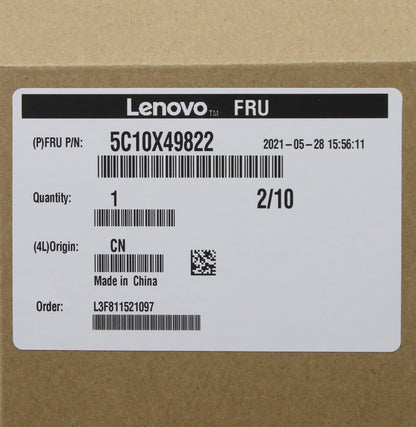 Lenovo™ FRU
(P)FRU P/N: 5C10X49822 2021-05-28 15:56:11
Quantity: 1 2/10
(4L)Origin: CN
Made in China
Order: L3F811521097